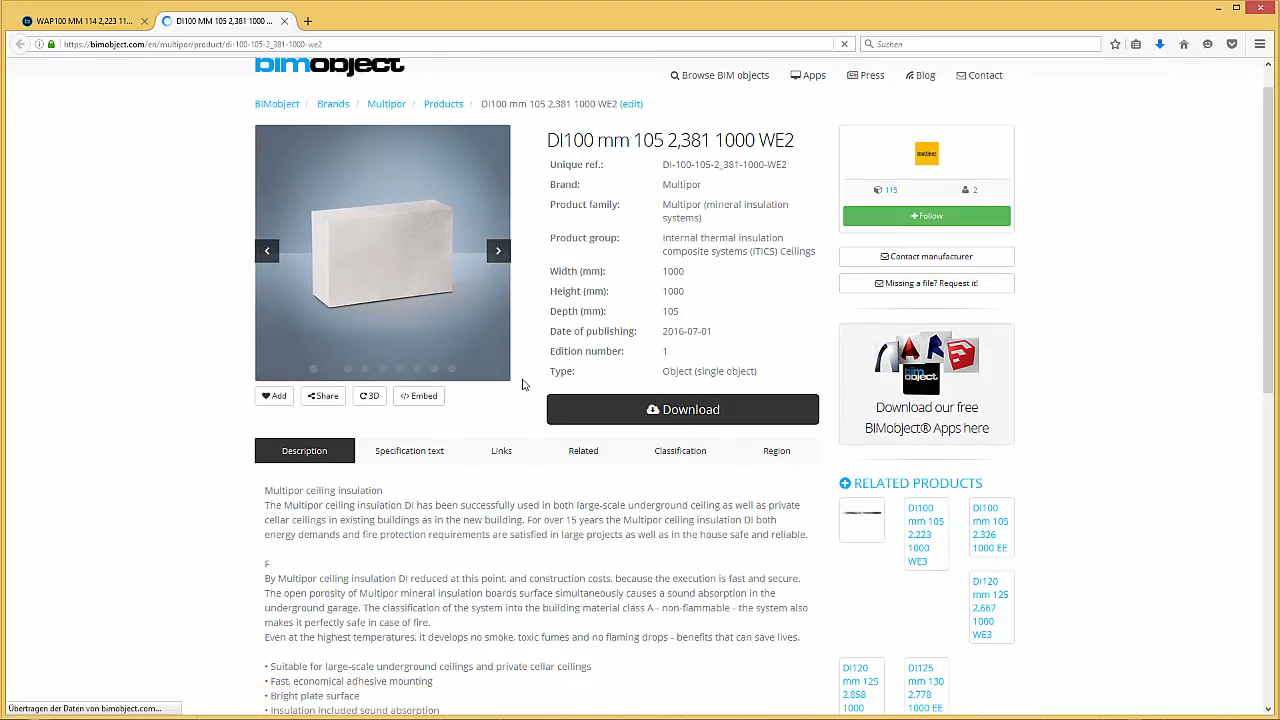 WAP100 MM 114 2,223 11...
DI100 MM 105 2,381 1000 ...
https://bimobject.com/en/multipor/product/di-100-105-2_381-1000-we2
Suchen
bimobject
Browse BIM objects
Apps
Press
Blog
Contact
BIMobject
Brands
Multipor
Products
DI100 mm 105 2,381 1000 WE2 (edit)
DI100 mm 105 2,381 1000 WE2
Unique ref.: DI-100-105-2_381-1000-WE2
Brand: Multipor
Product family: Multipor (mineral insulation
systems)
Product group: Internal thermal insulation
composite systems (ITICS) Ceilings
Width (mm): 1000
Height (mm): 1000
Depth (mm): 105
Date of publishing: 2016-07-01
Edition number: 1
Type: Object (single object)
Download
multipor
115
2
+ Follow
Contact manufacturer
Missing a file? Request it!
bimobject
Download our free
BIMobject® Apps here
Add
Share
3D
Embed
Description
Specification text
Links
Related
Classification
Region
Multipor ceiling insulation
The Multipor ceiling insulation DI has been successfully used in both large-scale underground ceiling as well as private
cellar ceilings in existing buildings as in the new building. For over 15 years the Multipor ceiling insulation DI both
enegy demands and fire protection requirements are satisfied in large projects as well as in the house safe and reliable.
F
By Multipor ceiling insulation DI reduced at this point, and construction costs, because the execution is fast and secure.
The open porosity of Multipor mineral insulation boards surface simultaneously causes a sound absorption in the
underground garage. The classification of the system into the building material class A - non-flammable - the system also
makes it perfectly safe in case of fire.
Even at the highest temperatures, it develops no smoke, toxic fumes and no flaming drops - benefits that can save lives.
• Suitable for large-scale underground ceilings and private cellar ceilings
• Fast, economical adhesive mounting
• Bright plate surface
• Insulation included sound absorption
RELATED PRODUCTS
DI100
mm 105
2.223
1000
WE3
DI100
mm 105
2.326
1000 EE
DI120
mm 125
2,667
1000
WE3
DI120
mm 125
2.858
1000
DI125
mm 130
2.778
1000 EE
Übertragen der Daten von bimobject.com...